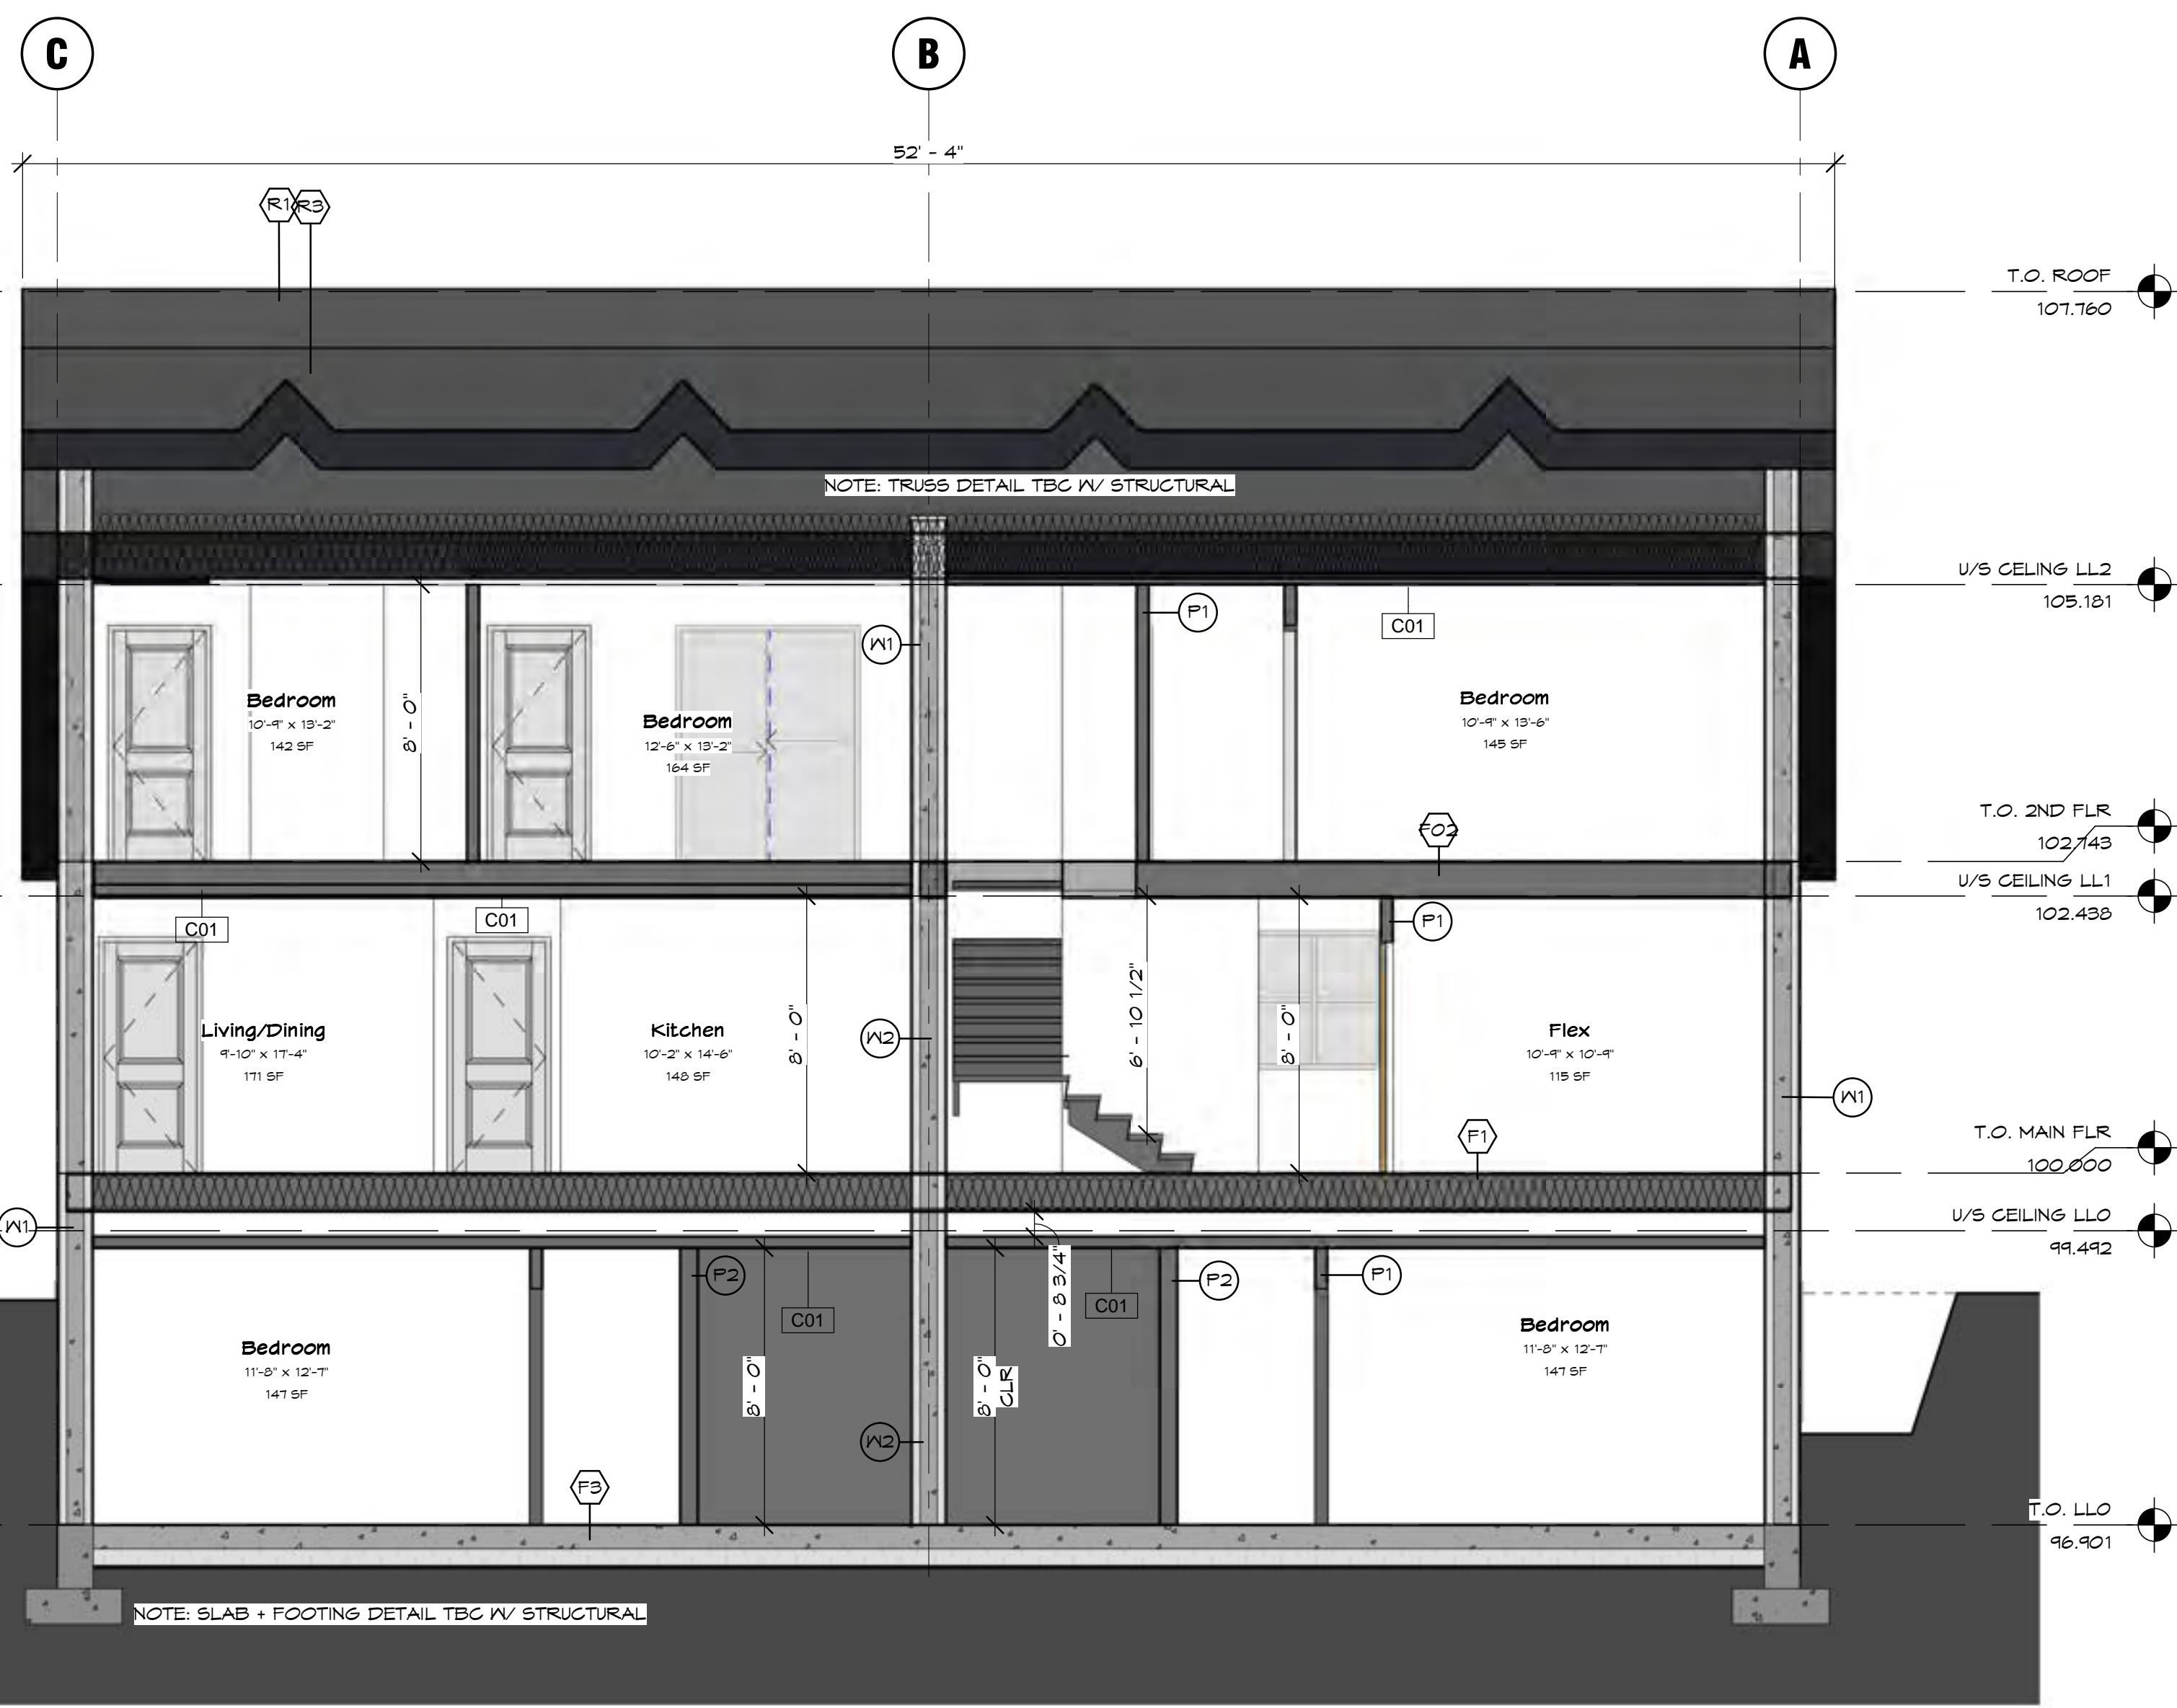 C
B
A
52' - 4"
R1
R3
T.O. ROOF
107.760
NOTE: TRUSS DETAIL TBC W/ STRUCTURAL
U/S CELING LL2
105.181
P1
C01
W1
Bedroom
10'-9" x 13'-2"
142 SF
8' - 0"
Bedroom
12'-6" x 13'-2"
164 SF
Bedroom
10'-9" x 13'-6"
145 SF
F02
T.O. 2ND FLR
102.743
U/S CEILING LL1
102.438
C01
C01
P1
Living/Dining
9'-10" x 17'-4"
171 SF
Kitchen
10'-2" x 14'-6"
148 SF
8' - 0"
W2
6' - 10 1/2"
8' - 0"
Flex
10'-9" x 10'-9"
115 SF
W1
F1
T.O. MAIN FLR
100.000
W1
U/S CEILING LL0
99.492
P2
C01
0' - 8 3/4"
C01
P2
P1
Bedroom
11'-8" x 12'-7"
147 SF
8' - 0"
8' - 0"
CLR
Bedroom
11'-8" x 12'-7"
147 SF
W2
F3
T.O. LL0
96.901
NOTE: SLAB + FOOTING DETAIL TBC W/ STRUCTURAL